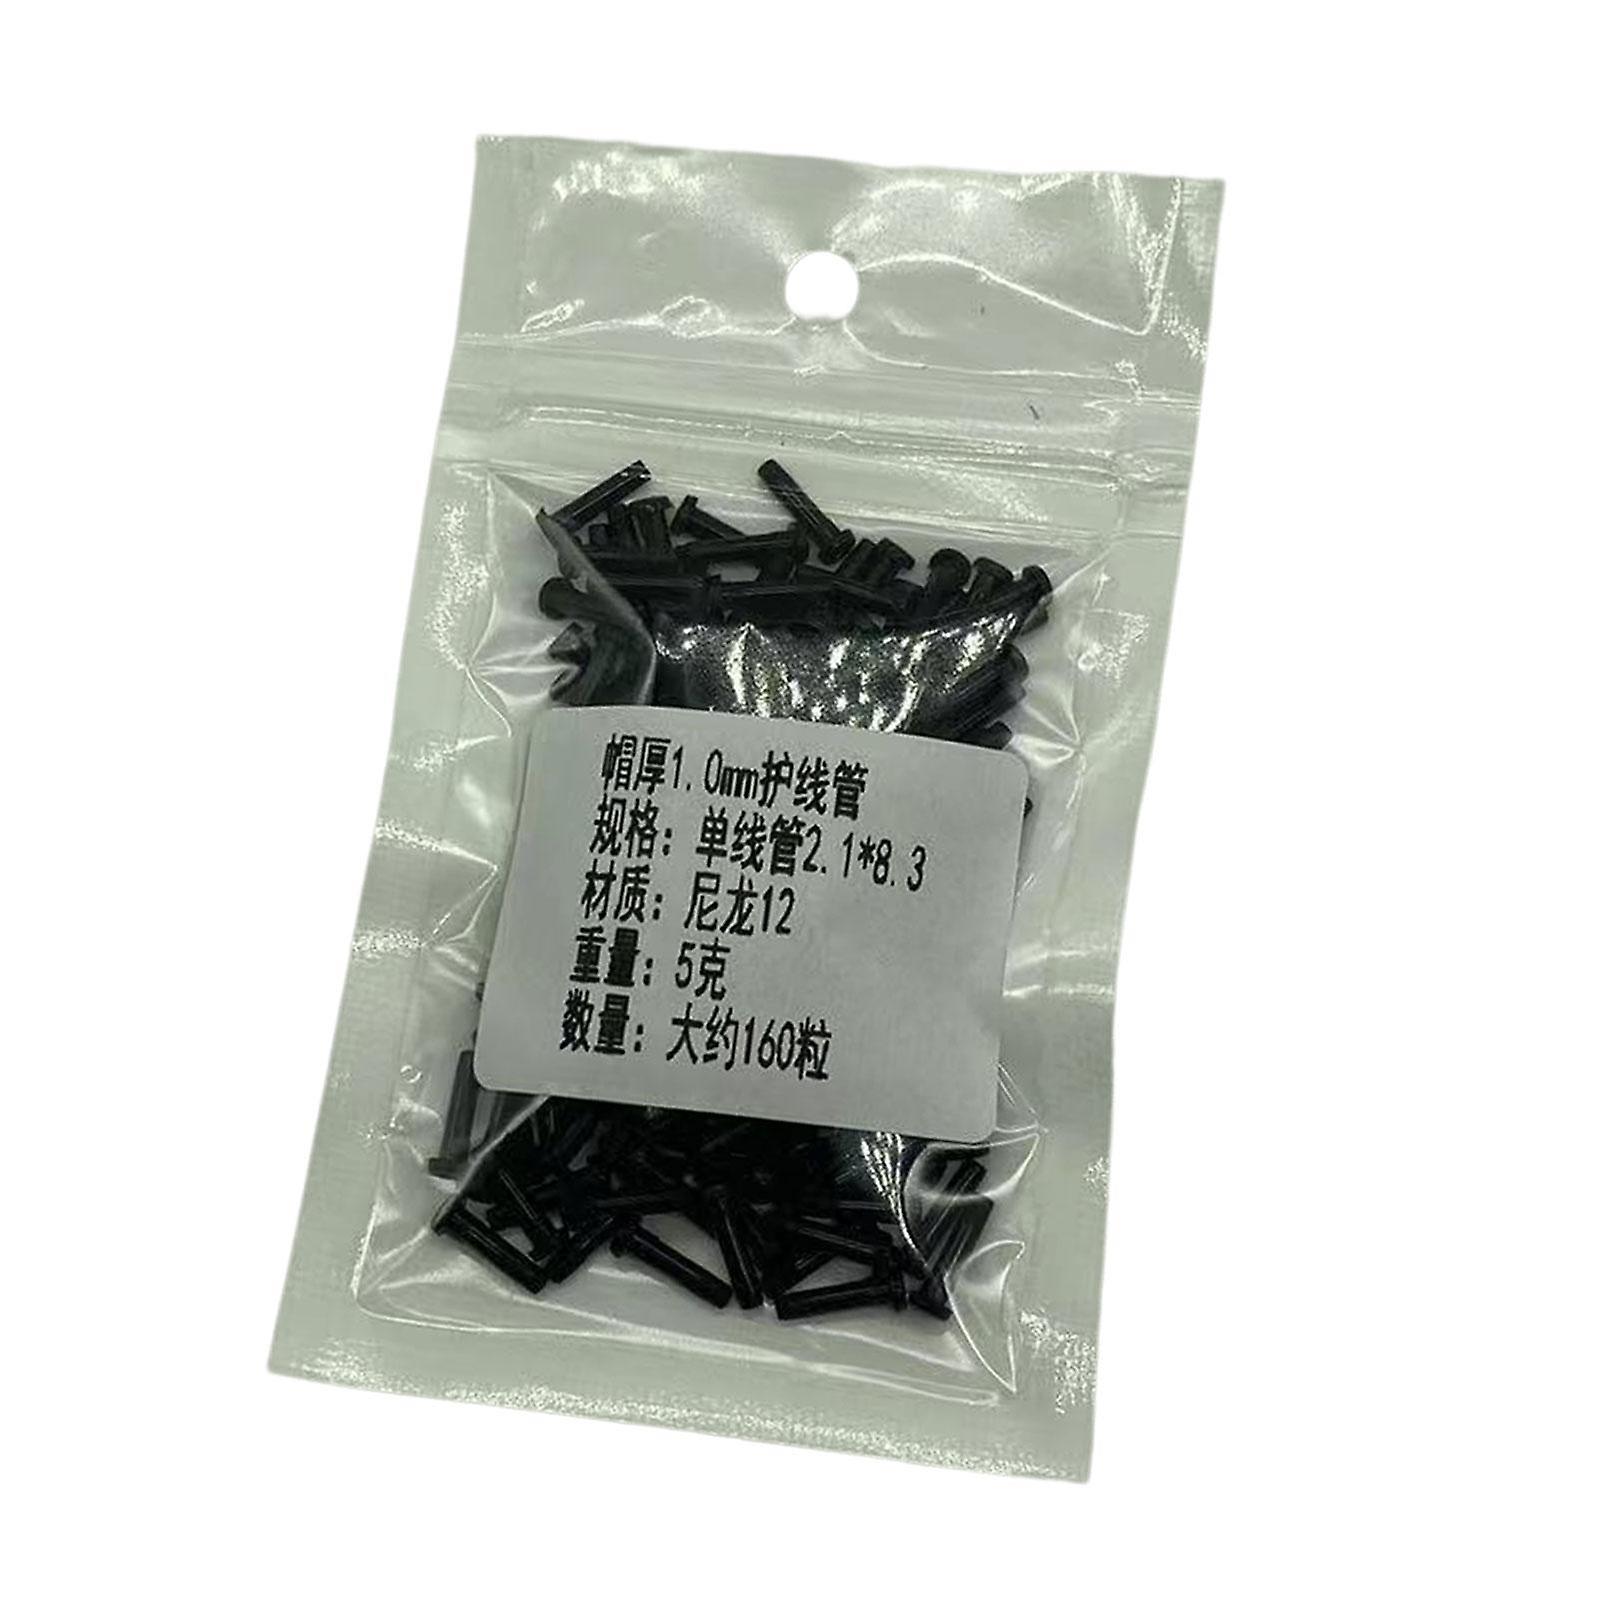 帽厚1.0mm护线管
规格：单线管2.1*8.3
材质：尼龙12
重量：5克
数量：大约160粒